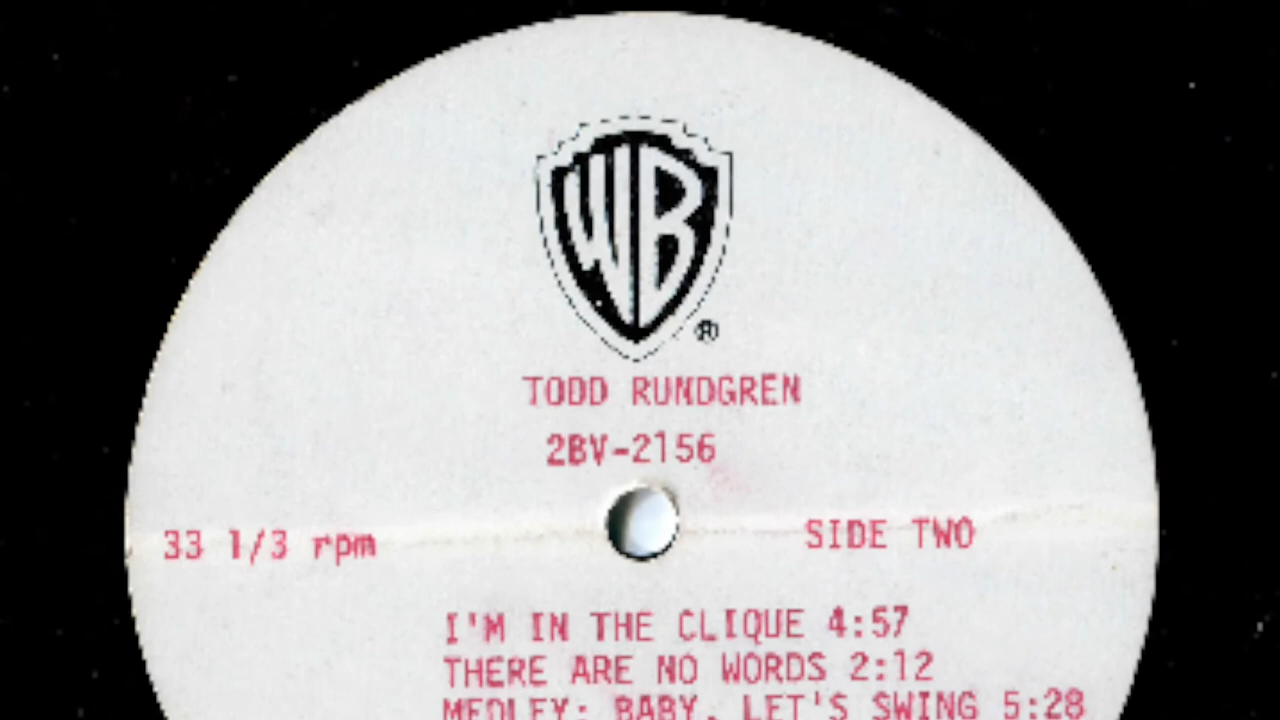 WB
®
TODD RUNDGREN
2BV-2156
33 1/3 rpm
SIDE TWO
I'M IN THE CLIQUE 4:57
THERE ARE NO WORDS 2:12
MEDLEY: BABY, LET'S SWING 5:28